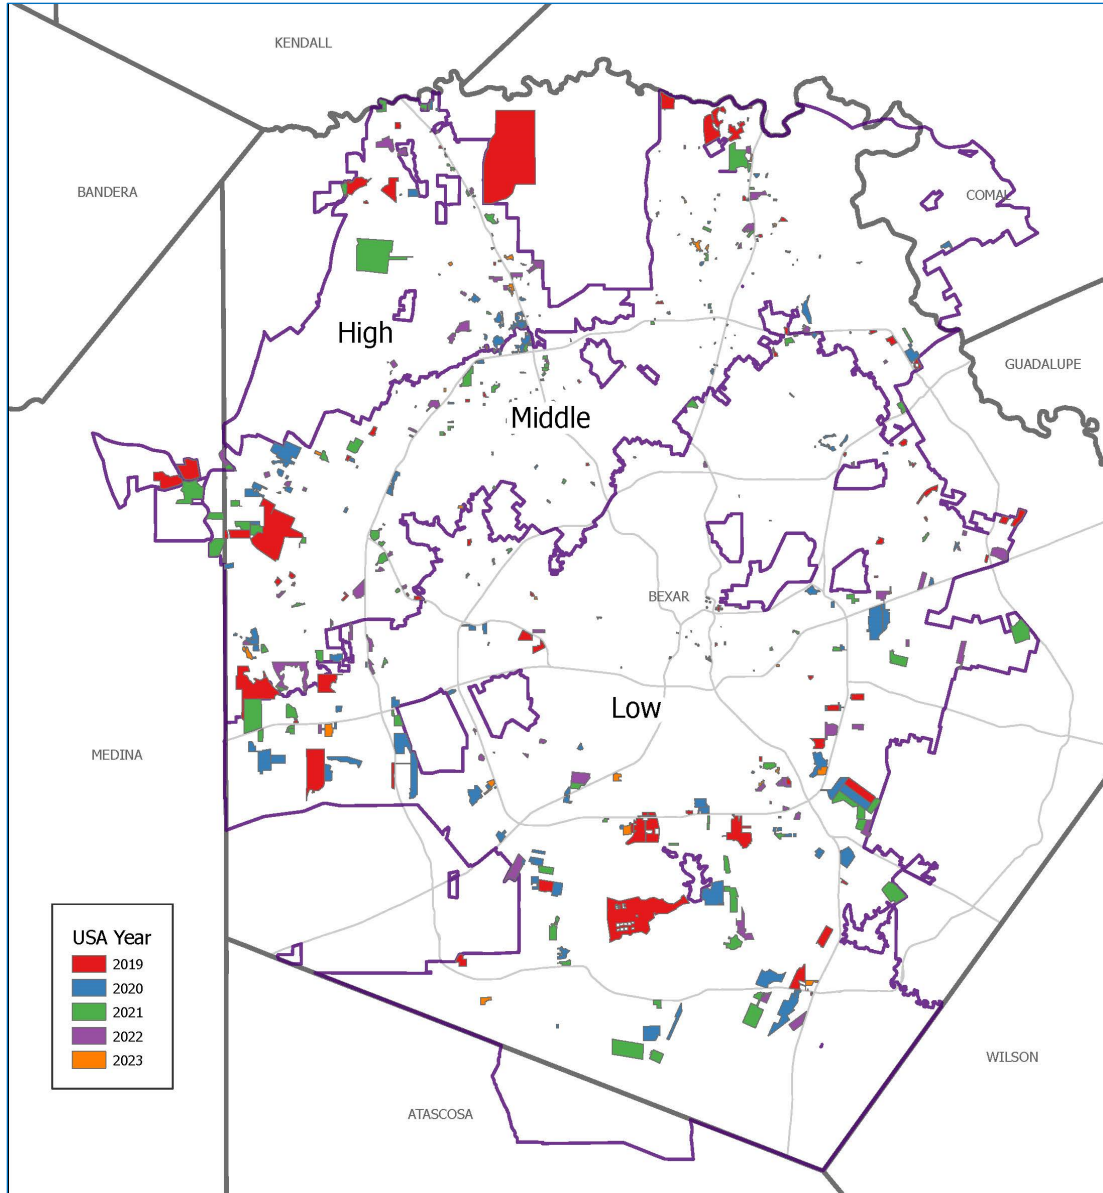 KENDALL
BANDERA
COMAL
High
GUADALUPE
Middle
BEXAR
Low
MEDINA
USA Year
2019
2020
2021
2022
2023
WILSON
ATASCOSA